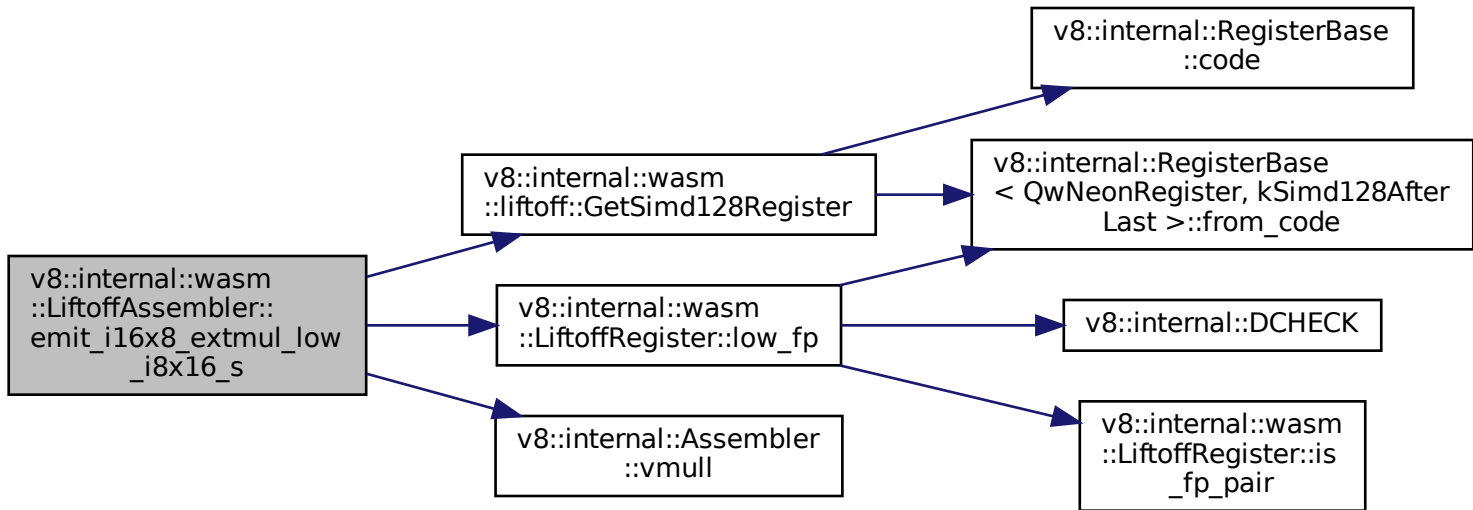 v8::internal::wasm
::LiftoffAssembler::
emit_i16x8_extmul_low
_i8x16_s
v8::internal::wasm
::liftoff::GetSimd128Register
v8::internal::wasm
::LiftoffRegister::low_fp
v8::internal::Assembler
::vmull
v8::internal::RegisterBase
::code
v8::internal::RegisterBase
< QwNeonRegister, kSimd128After
Last >::from_code
v8::internal::DCHECK
v8::internal::wasm
::LiftoffRegister::is
_fp_pair